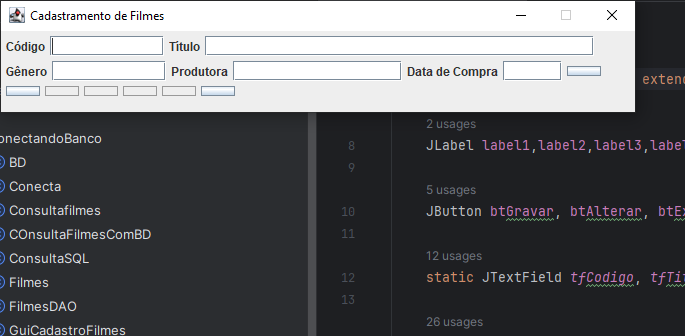 Cadastramento de Filmes
Código Título
Gênero Produtora Data de Compra
extend
onectandoBanco
BD
Conecta
Consultafilmes
COnsultaFilmesComBD
ConsultaSQL
Filmes
FilmesDAO
GuiCadastroFilmes
2 usages
8 JLabel label1,label2,label3,label
9
5 usages
10 JButton btGravar, btAlterar, btEx
11
12 usages
12 static JTextField tfCodigo, tfTit
13
26 usages